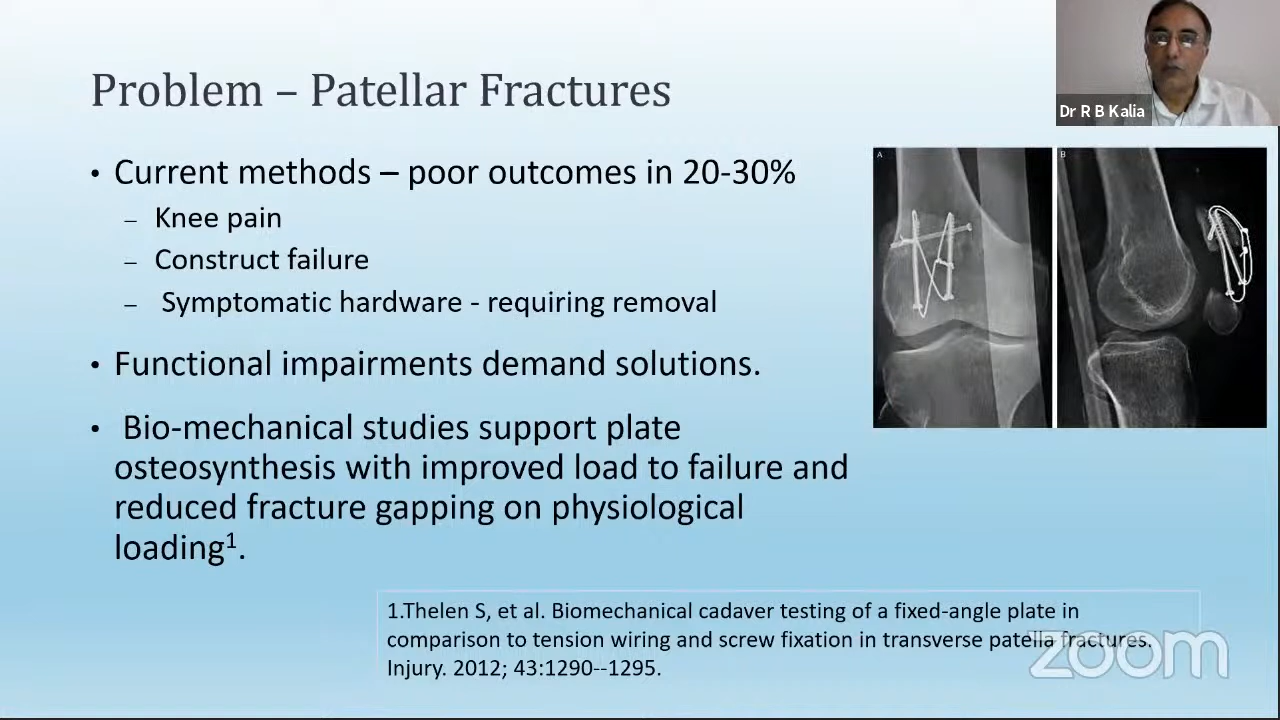 Problem – Patellar Fractures
Dr R B Kalia
• Current methods – poor outcomes in 20-30%
– Knee pain
– Construct failure
– Symptomatic hardware - requiring removal
• Functional impairments demand solutions.
• Bio-mechanical studies support plate
osteosynthesis with improved load to failure and
reduced fracture gapping on physiological
loading¹.
A
B
1.Thelen S, et al. Biomechanical cadaver testing of a fixed-angle plate in
comparison to tension wiring and screw fixation in transverse patella fractures.
Injury. 2012; 43:1290--1295.
zoom